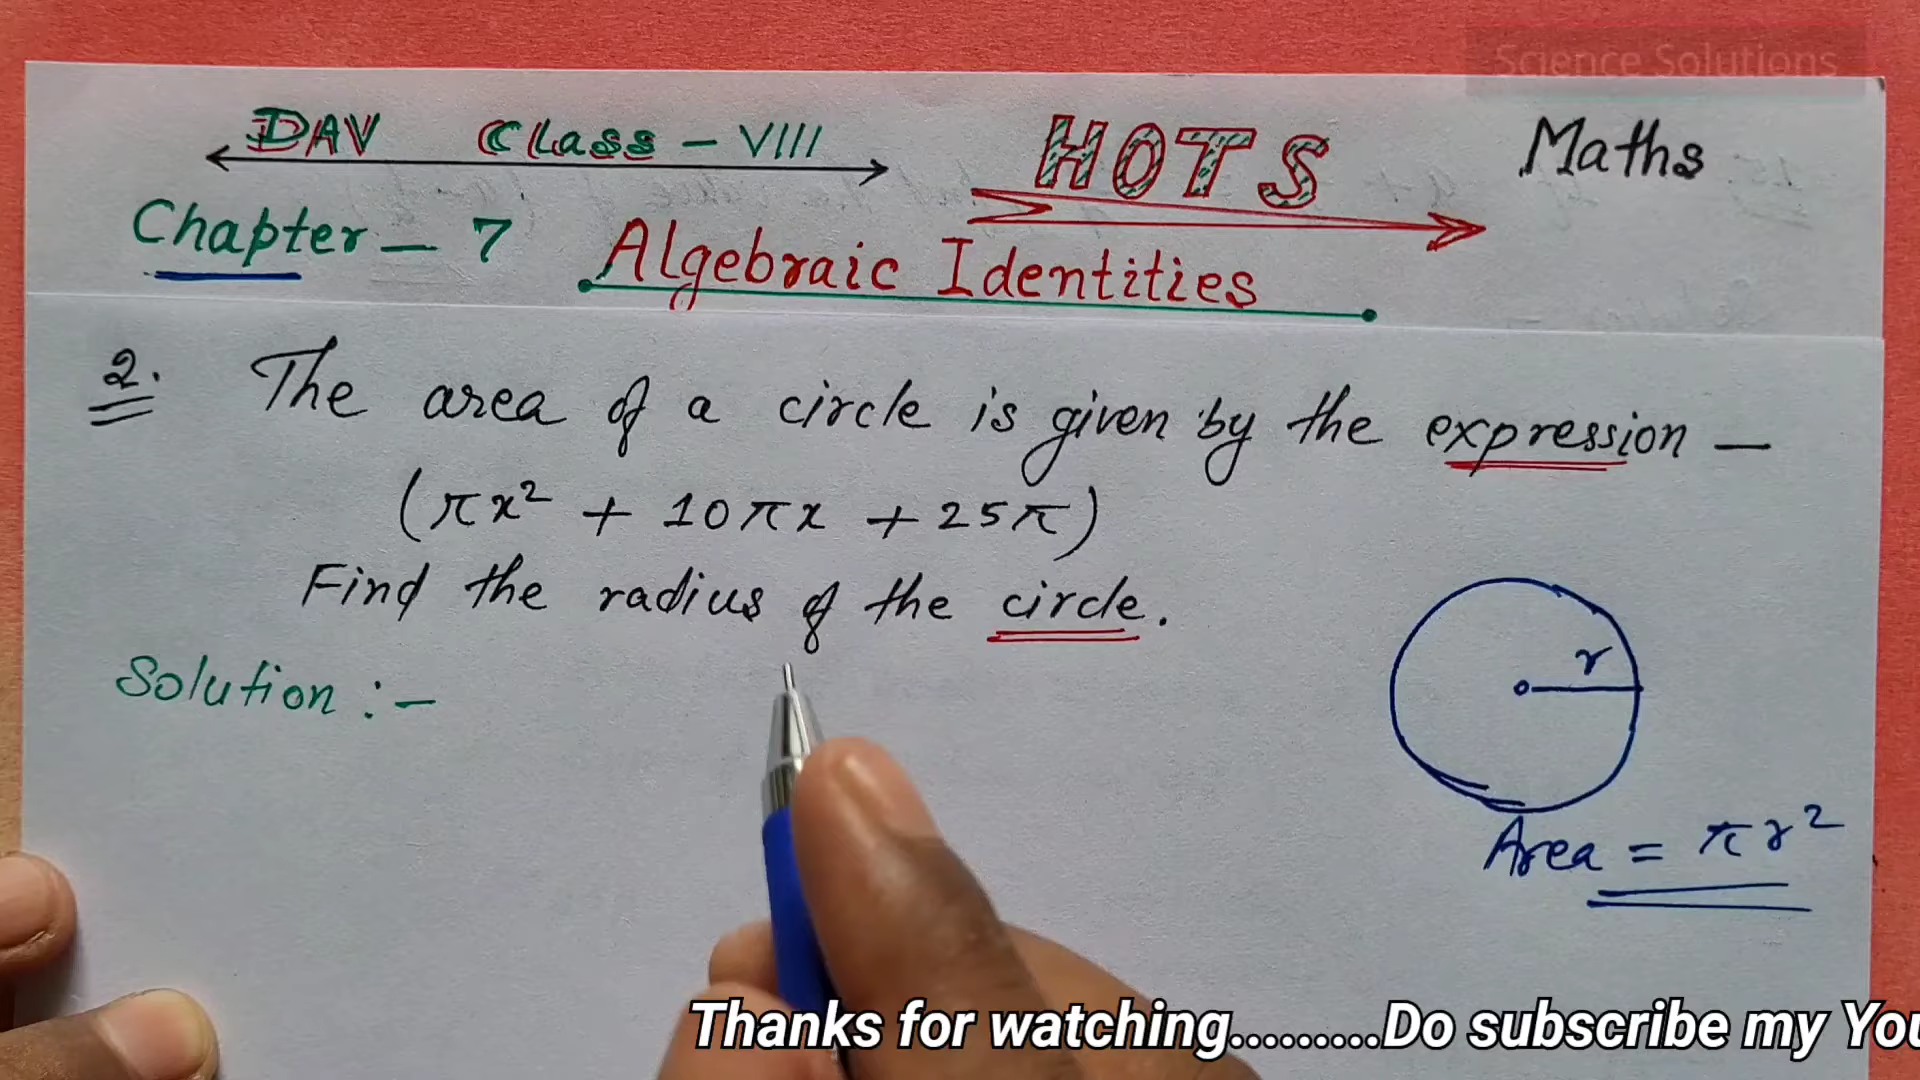 Science Solutions
DAV Class - VIII HOTS Maths
Chapter - 7 Algebraic Identities
2. The area of a circle is given by the expression -
(πx² + 10πx + 25π)
Find the radius of the circle.
Solution :-
r
Area = πr²
Thanks for watching.........Do subscribe my You